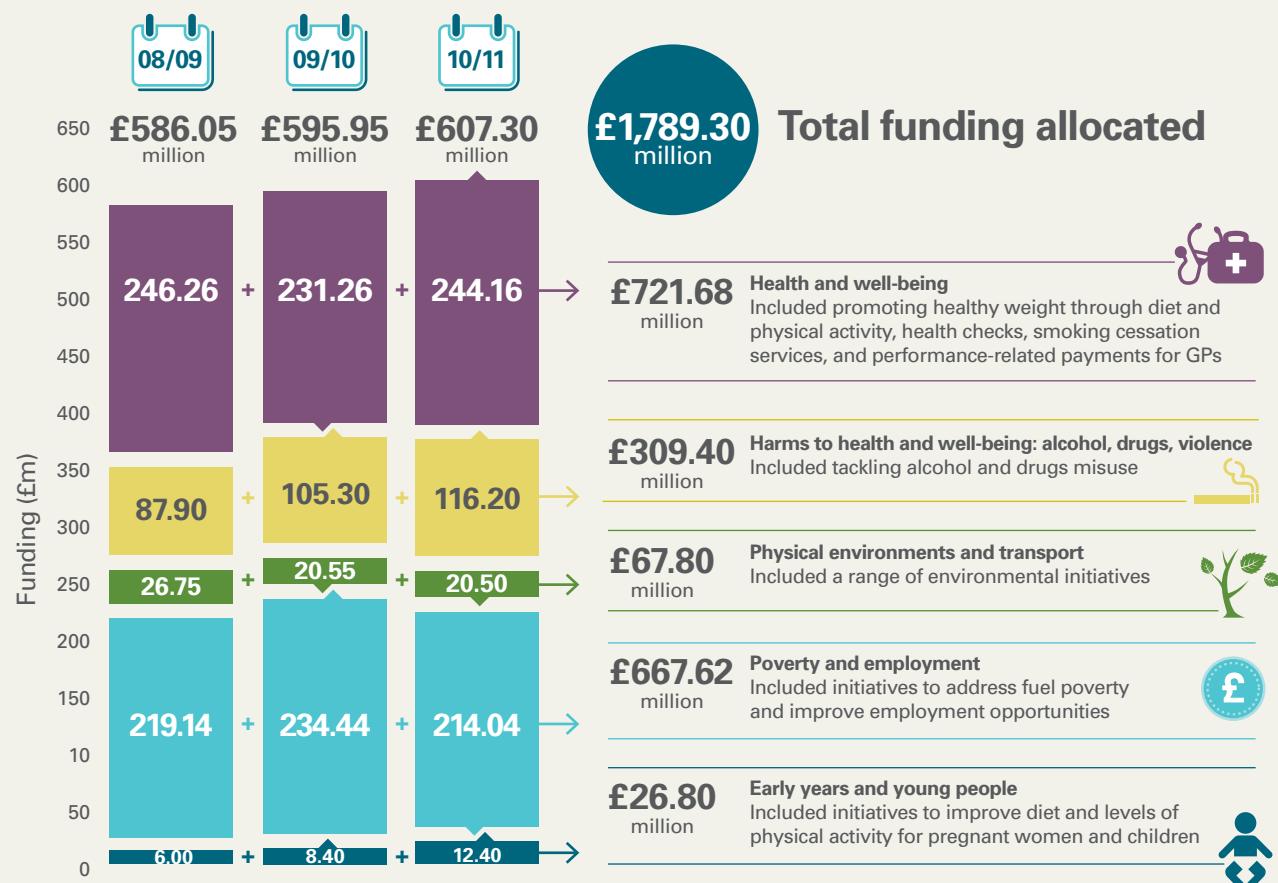 08/09
09/10
10/11
£586.05
million
£595.95
million
£607.30
million
£1,789.30
million
Total funding allocated
Funding (£m)
650
600
550
500
450
400
350
300
250
200
150
10
50
0
246.26 + 231.26 + 244.16
£721.68
million
Health and well-being
Included promoting healthy weight through diet and
physical activity, health checks, smoking cessation
services, and performance-related payments for GPs
87.90 + 105.30 + 116.20
£309.40
million
Harms to health and well-being: alcohol, drugs, violence
Included tackling alcohol and drugs misuse
26.75 + 20.55 + 20.50
£67.80
million
Physical environments and transport
Included a range of environmental initiatives
219.14 + 234.44 + 214.04
£667.62
million
Poverty and employment
Included initiatives to address fuel poverty
and improve employment opportunities
£
6.00 + 8.40 + 12.40
£26.80
million
Early years and young people
Included initiatives to improve diet and levels of
physical activity for pregnant women and children